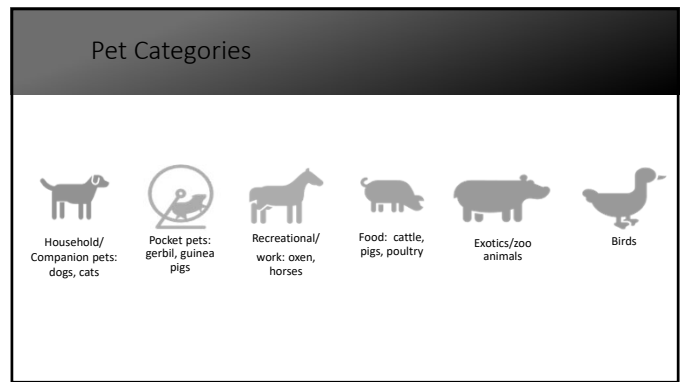 Pet Categories
Household/
Companion pets:
dogs, cats
Pocket pets:
gerbil, guinea
pigs
Recreational/
work: oxen,
horses
Food: cattle,
pigs, poultry
Exotics/zoo
animals
Birds